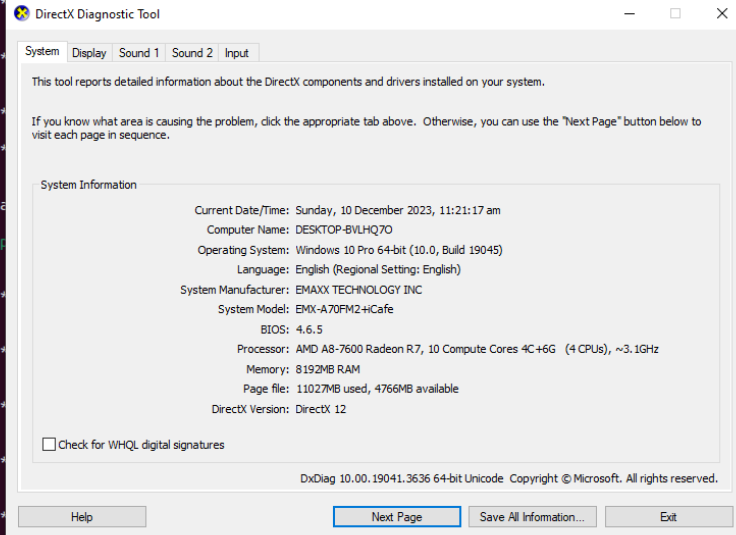 DirectX Diagnostic Tool
System Display Sound 1 Sound 2 Input
This tool reports detailed information about the DirectX components and drivers installed on your system.
If you know what area is causing the problem, click the appropriate tab above.  Otherwise, you can use the "Next Page" button below to
visit each page in sequence.
System Information
Current Date/Time: Sunday, 10 December 2023, 11:21:17 am
Computer Name: DESKTOP-BVLHQ7O
Operating System: Windows 10 Pro 64-bit (10.0, Build 19045)
Language: English (Regional Setting: English)
System Manufacturer: EMAXX TECHNOLOGY INC
System Model: EMX-A70FM2+iCafe
BIOS: 4.6.5
Processor: AMD A8-7600 Radeon R7, 10 Compute Cores 4C+6G   (4 CPUs), ~3.1GHz
Memory: 8192MB RAM
Page file: 11027MB used, 4766MB available
DirectX Version: DirectX 12
Check for WHQL digital signatures
DxDiag 10.00.19041.3636 64-bit Unicode  Copyright © Microsoft. All rights reserved.
Help Next Page Save All Information... Exit